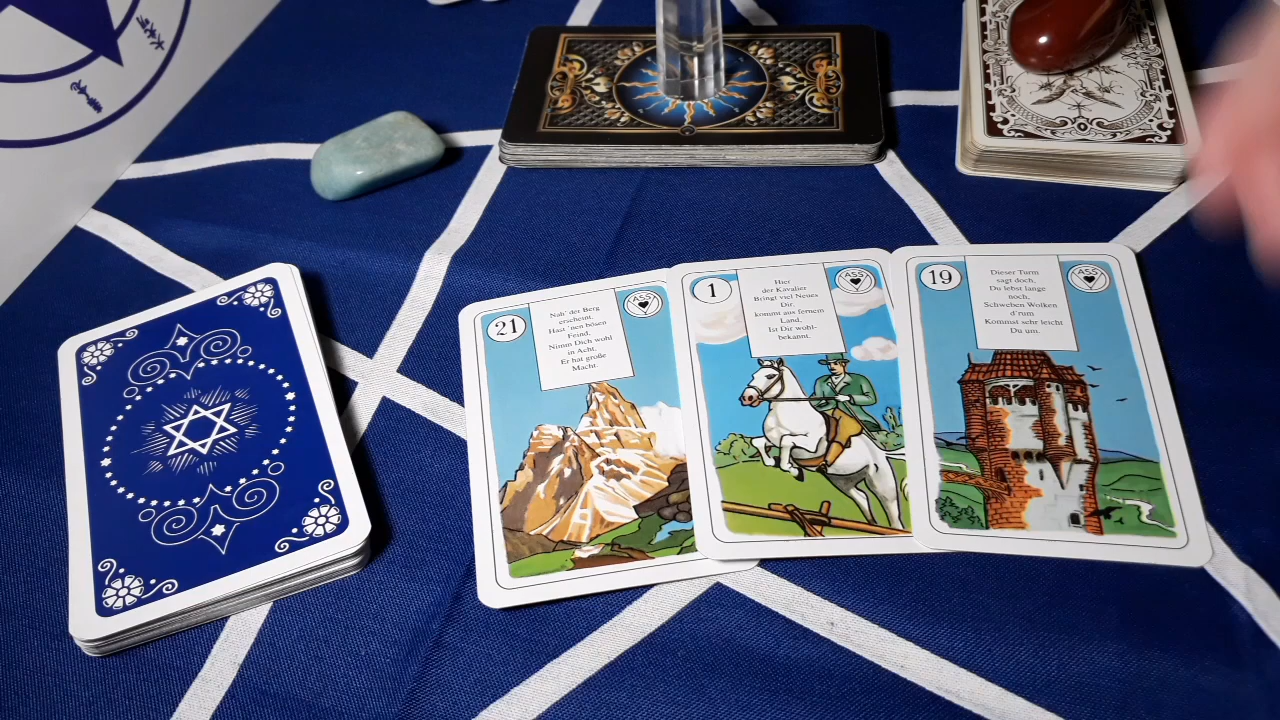 21
Nah' der Berg
erscheint,
Hast 'nen bösen
Feind,
Nimm Dich wohl
in Acht,
Er hat große
Macht.
ASS
1
Hier
der Kavalier
Bringt viel Neues
Dir,
kommt aus fernem
Land,
Ist Dir wohl-
bekannt.
ASS
19
Dieser Turm
sagt doch,
Du lebst lange
noch,
Schweben Wolken
d'rum
Kommst sehr leicht
Du um.
ASS